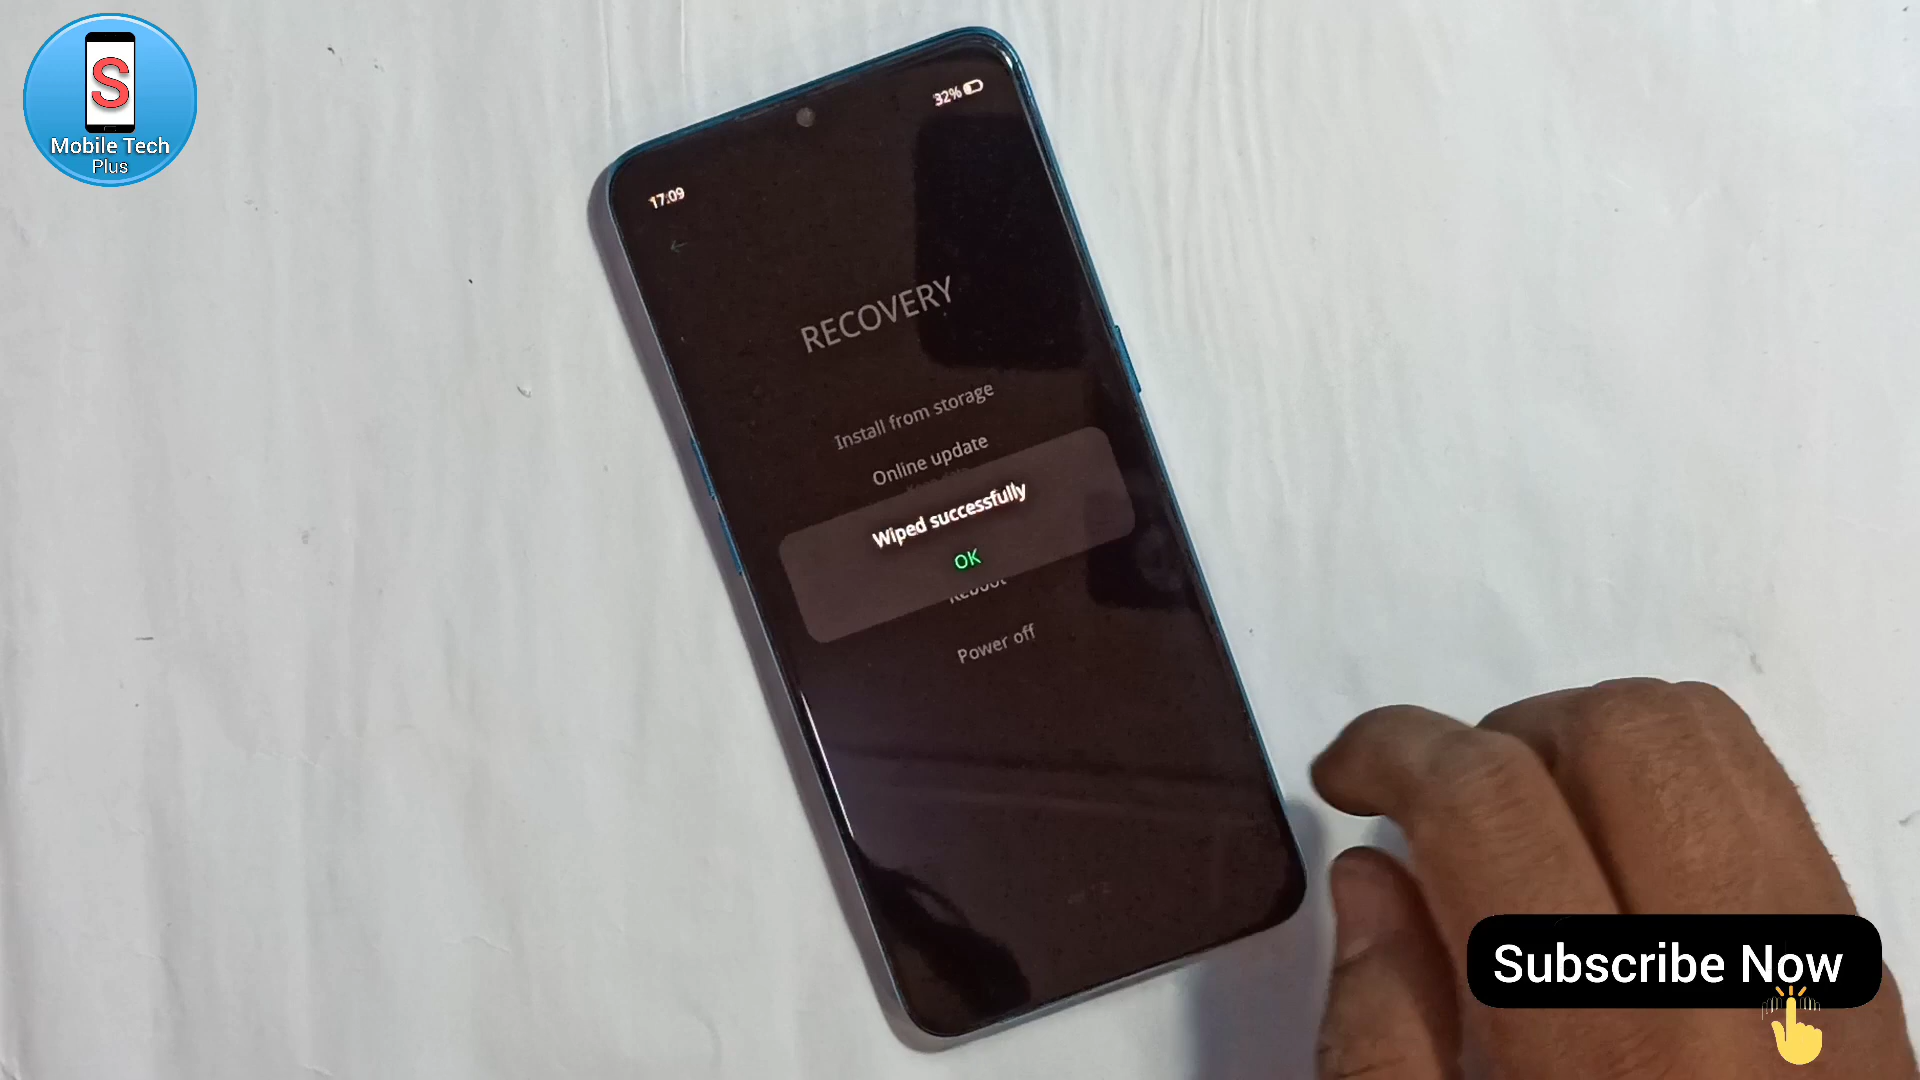 S
Mobile Tech
Plus
32%
17:09
RECOVERY
Install from storage
Online update
Wiped successfully
OK
Reboot
Power off
Subscribe Now